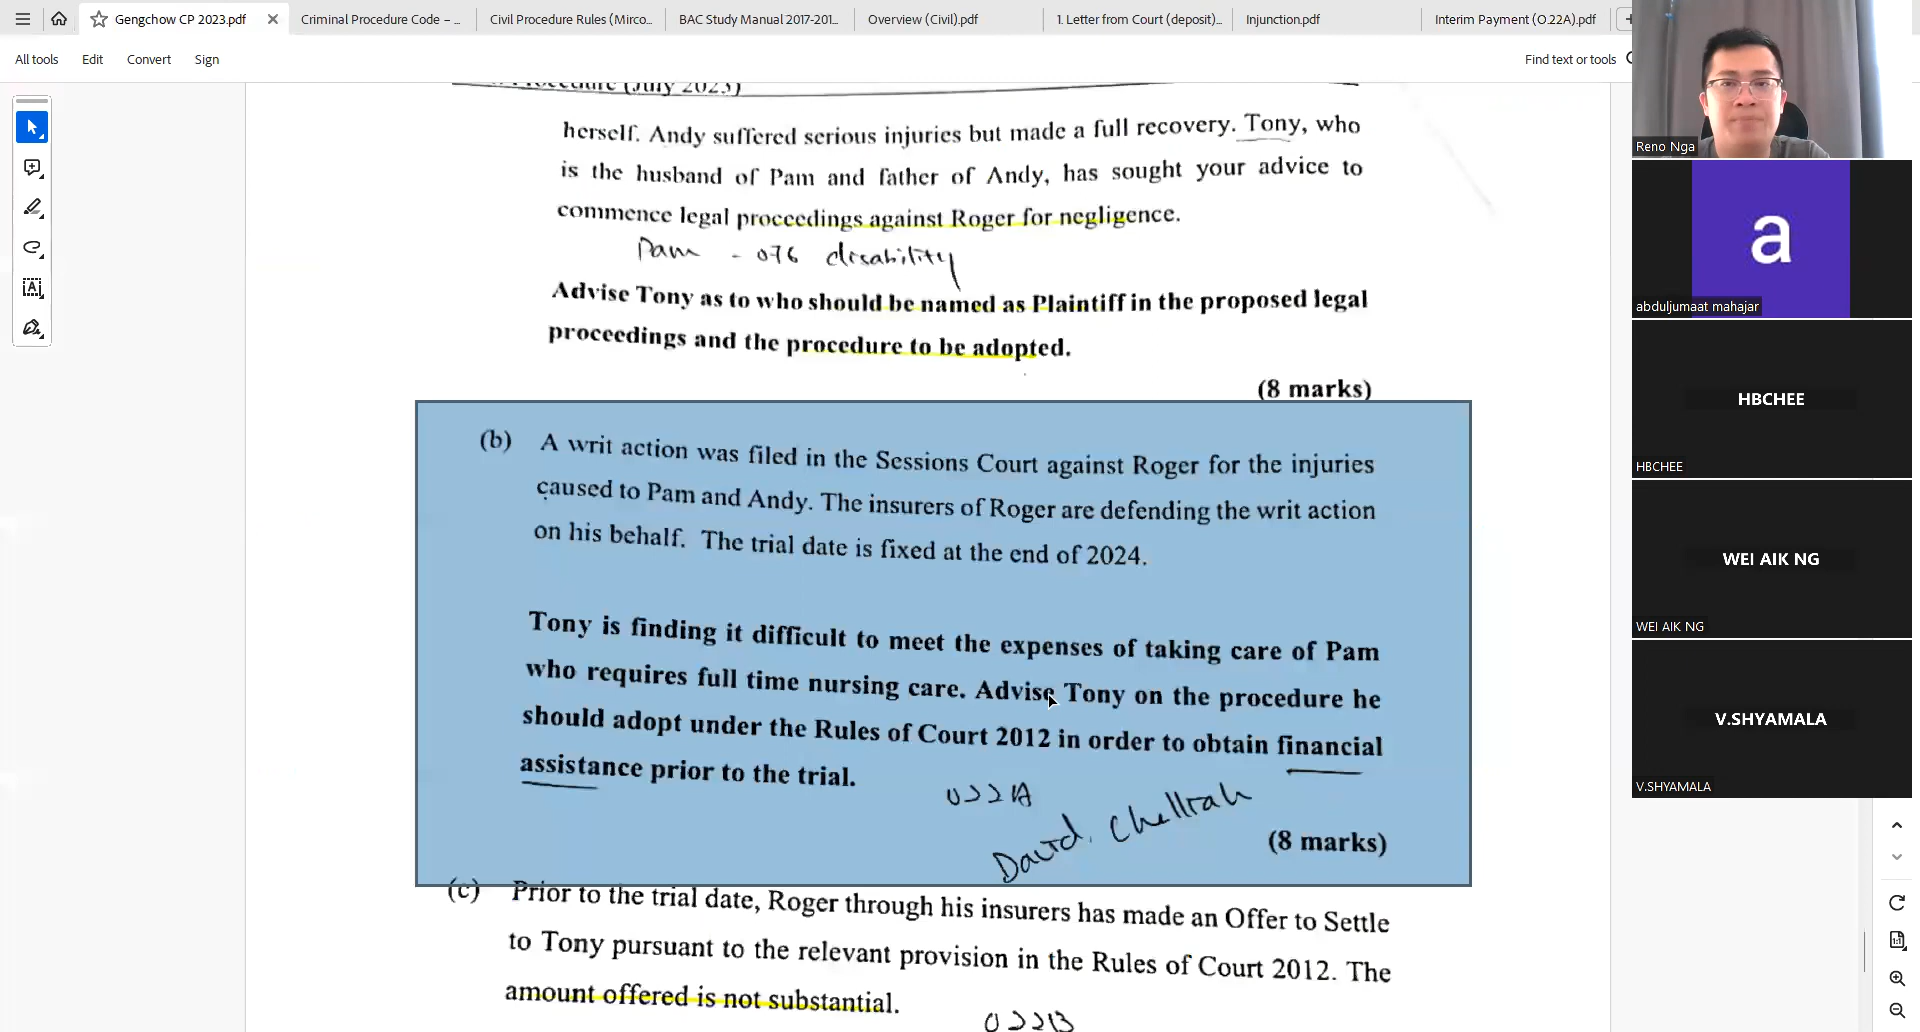 Gengchow CP 2023.pdf
Criminal Procedure Code – ...
Civil Procedure Rules (Mirco...
BAC Study Manual 2017-201...
Overview (Civil).pdf
1. Letter from Court (deposit)...
Injunction.pdf
Interim Payment (O.22A).pdf
All tools
Edit
Convert
Sign
Find text or tools
Procedure (July 2023)
herself. Andy suffered serious injuries but made a full recovery. Tony, who
is the husband of Pam and father of Andy, has sought your advice to
commence legal proceedings against Roger for negligence.
Pam - O76 disability
Advise Tony as to who should be named as Plaintiff in the proposed legal
proceedings and the procedure to be adopted.
(8 marks)
(b) A writ action was filed in the Sessions Court against Roger for the injuries
caused to Pam and Andy. The insurers of Roger are defending the writ action
on his behalf. The trial date is fixed at the end of 2024.
Tony is finding it difficult to meet the expenses of taking care of Pam
who requires full time nursing care. Advise Tony on the procedure he
should adopt under the Rules of Court 2012 in order to obtain financial
assistance prior to the trial.
O22A
David Chelliah
(8 marks)
(c) Prior to the trial date, Roger through his insurers has made an Offer to Settle
to Tony pursuant to the relevant provision in the Rules of Court 2012. The
amount offered is not substantial.
O22B
Reno Nga
a
abduljumaat mahajar
HBCHEE
HBCHEE
WEI AIK NG
WEI AIK NG
V.SHYAMALA
V.SHYAMALA